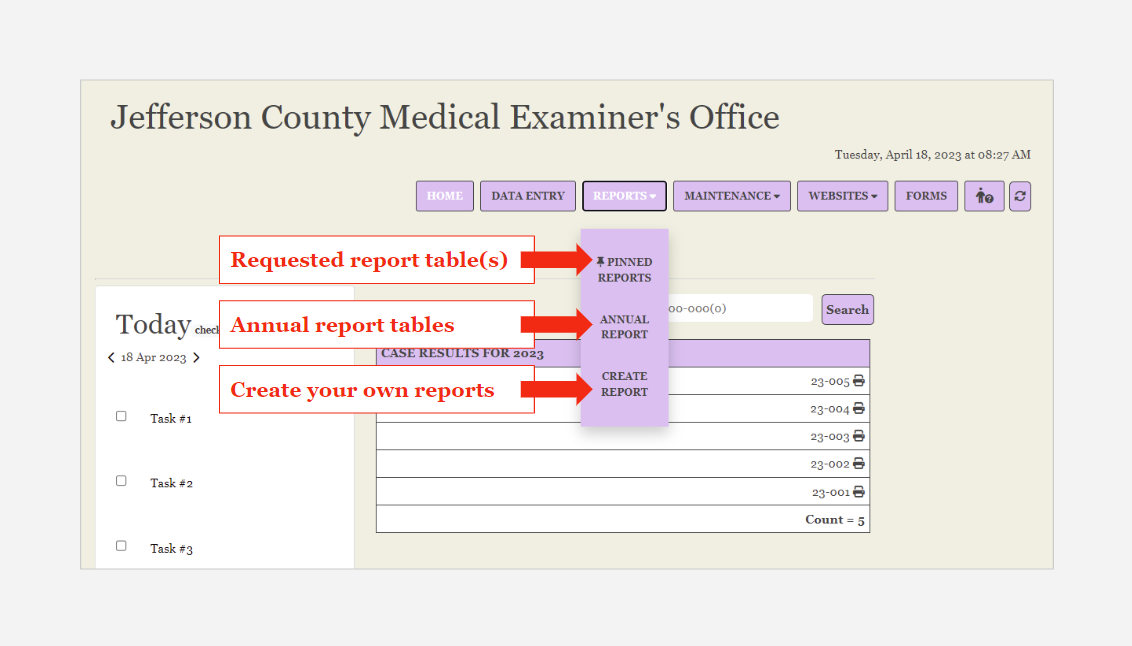 Jefferson County Medical Examiner's Office
Tuesday, April 18, 2023 at 08:27 AM
HOME
DATA ENTRY
REPORTS
MAINTENANCE
WEBSITES
FORMS
Requested report table(s)
PINNED
REPORTS
Annual report tables
ANNUAL
REPORT
Create your own reports
CREATE
REPORT
00-000(0)
Search
Today
18 Apr 2023
Task #1
Task #2
Task #3
CASE RESULTS FOR 2023
23-005
23-004
23-003
23-002
23-001
Count = 5